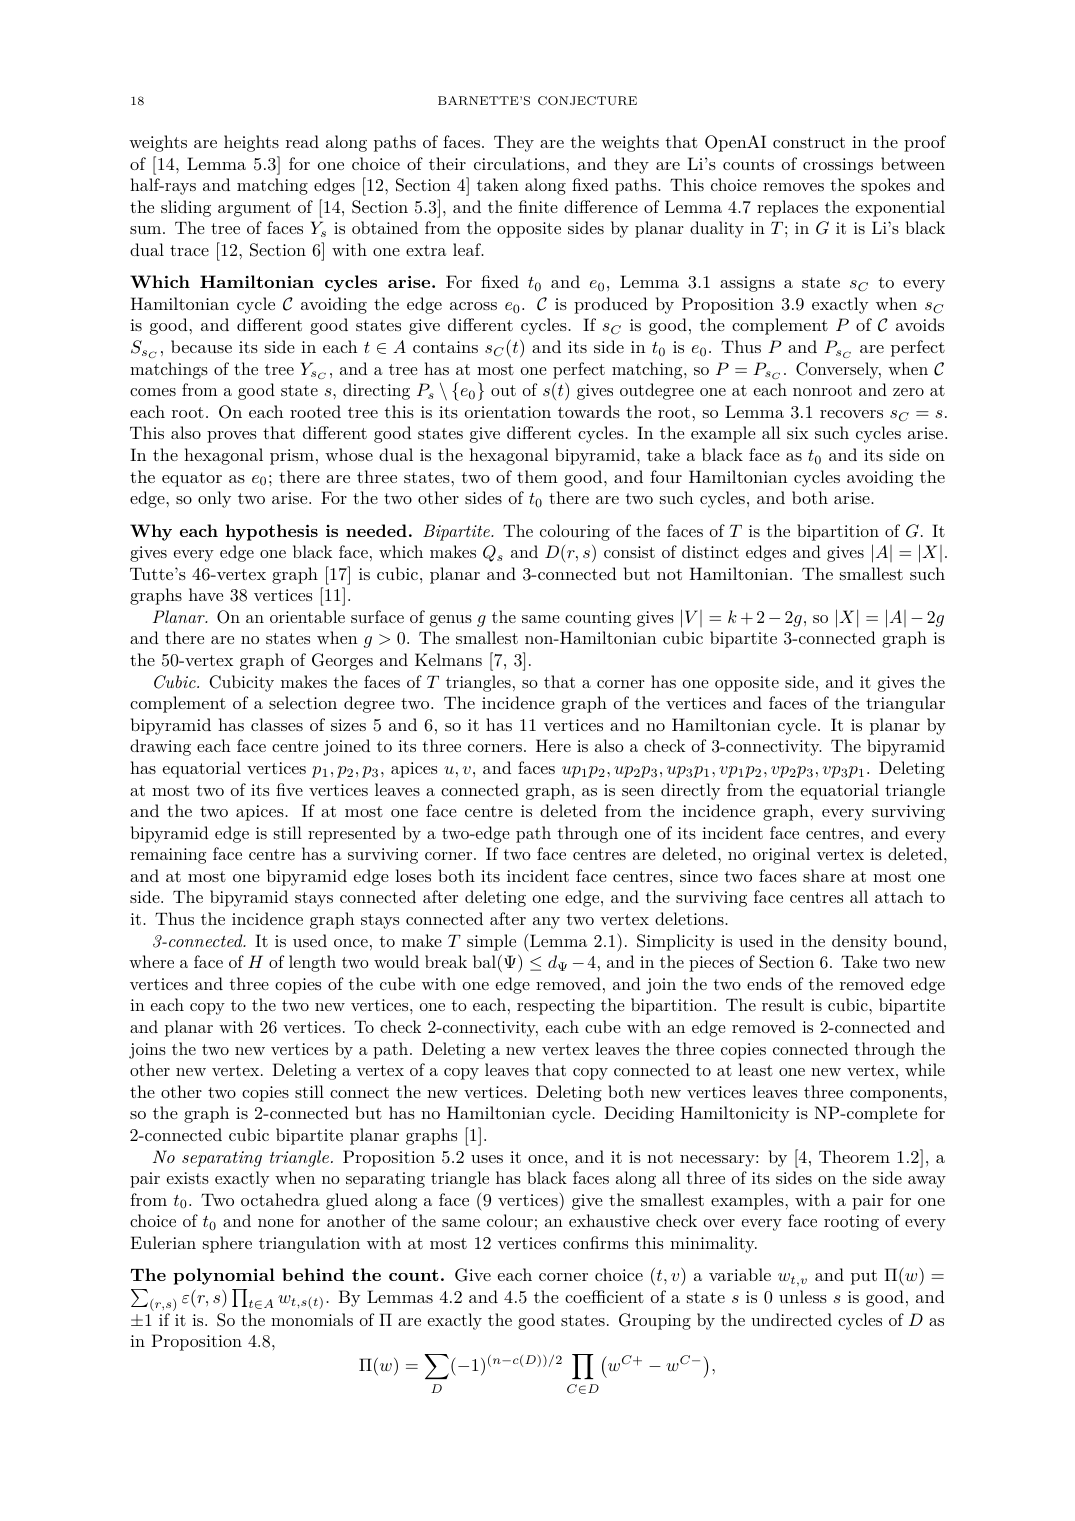 18
BARNETTE'S CONJECTURE
weights are heights read along paths of faces. They are the weights that OpenAI construct in the proof
of [14, Lemma 5.3] for one choice of their circulations, and they are Li's counts of crossings between
half-rays and matching edges [12, Section 4] taken along fixed paths. This choice removes the spokes and
the sliding argument of [14, Section 5.3], and the finite difference of Lemma 4.7 replaces the exponential
sum. The tree of faces Yₛ is obtained from the opposite sides by planar duality in T; in G it is Li's black
dual trace [12, Section 6] with one extra leaf.
Which Hamiltonian cycles arise. For fixed t₀ and e₀, Lemma 3.1 assigns a state s_C to every
Hamiltonian cycle C avoiding the edge across e₀. C is produced by Proposition 3.9 exactly when s_C
is good, and different good states give different cycles. If s_C is good, the complement P of C avoids
S_{s_C}, because its side in each t ∈ A contains s_C(t) and its side in t₀ is e₀. Thus P and P_{s_C} are perfect
matchings of the tree Y_{s_C}, and a tree has at most one perfect matching, so P = P_{s_C}. Conversely, when C
comes from a good state s, directing Pₛ \ {e₀} out of s(t) gives outdegree one at each nonroot and zero at
each root. On each rooted tree this is its orientation towards the root, so Lemma 3.1 recovers s_C = s.
This also proves that different good states give different cycles. In the example all six such cycles arise.
In the hexagonal prism, whose dual is the hexagonal bipyramid, take a black face as t₀ and its side on
the equator as e₀; there are three states, two of them good, and four Hamiltonian cycles avoiding the
edge, so only two arise. For the two other sides of t₀ there are two such cycles, and both arise.
Why each hypothesis is needed. Bipartite. The colouring of the faces of T is the bipartition of G. It
gives every edge one black face, which makes Qₛ and D(r, s) consist of distinct edges and gives |A| = |X|.
Tutte's 46-vertex graph [17] is cubic, planar and 3-connected but not Hamiltonian. The smallest such
graphs have 38 vertices [11].
Planar. On an orientable surface of genus g the same counting gives |V| = k + 2 − 2g, so |X| = |A| − 2g
and there are no states when g > 0. The smallest non-Hamiltonian cubic bipartite 3-connected graph is
the 50-vertex graph of Georges and Kelmans [7, 3].
Cubic. Cubicity makes the faces of T triangles, so that a corner has one opposite side, and it gives the
complement of a selection degree two. The incidence graph of the vertices and faces of the triangular
bipyramid has classes of sizes 5 and 6, so it has 11 vertices and no Hamiltonian cycle. It is planar by
drawing each face centre joined to its three corners. Here is also a check of 3-connectivity. The bipyramid
has equatorial vertices p₁, p₂, p₃, apices u, v, and faces up₁p₂, up₂p₃, up₃p₁, vp₁p₂, vp₂p₃, vp₃p₁. Deleting
at most two of its five vertices leaves a connected graph, as is seen directly from the equatorial triangle
and the two apices. If at most one face centre is deleted from the incidence graph, every surviving
bipyramid edge is still represented by a two-edge path through one of its incident face centres, and every
remaining face centre has a surviving corner. If two face centres are deleted, no original vertex is deleted,
and at most one bipyramid edge loses both its incident face centres, since two faces share at most one
side. The bipyramid stays connected after deleting one edge, and the surviving face centres all attach to
it. Thus the incidence graph stays connected after any two vertex deletions.
3-connected. It is used once, to make T simple (Lemma 2.1). Simplicity is used in the density bound,
where a face of H of length two would break bal(Ψ) ≤ d_Ψ − 4, and in the pieces of Section 6. Take two new
vertices and three copies of the cube with one edge removed, and join the two ends of the removed edge
in each copy to the two new vertices, one to each, respecting the bipartition. The result is cubic, bipartite
and planar with 26 vertices. To check 2-connectivity, each cube with an edge removed is 2-connected and
joins the two new vertices by a path. Deleting a new vertex leaves the three copies connected through the
other new vertex. Deleting a vertex of a copy leaves that copy connected to at least one new vertex, while
the other two copies still connect the new vertices. Deleting both new vertices leaves three components,
so the graph is 2-connected but has no Hamiltonian cycle. Deciding Hamiltonicity is NP-complete for
2-connected cubic bipartite planar graphs [1].
No separating triangle. Proposition 5.2 uses it once, and it is not necessary: by [4, Theorem 1.2], a
pair exists exactly when no separating triangle has black faces along all three of its sides on the side away
from t₀. Two octahedra glued along a face (9 vertices) give the smallest examples, with a pair for one
choice of t₀ and none for another of the same colour; an exhaustive check over every face rooting of every
Eulerian sphere triangulation with at most 12 vertices confirms this minimality.
The polynomial behind the count. Give each corner choice (t, v) a variable w_{t,v} and put Π(w) =
∑_{(r,s)} ε(r, s) ∏_{t∈A} w_{t,s(t)}. By Lemmas 4.2 and 4.5 the coefficient of a state s is 0 unless s is good, and
±1 if it is. So the monomials of Π are exactly the good states. Grouping by the undirected cycles of D as
in Proposition 4.8,
Π(w) = ∑_D (−1)^{(n−c(D))/2} ∏_{C∈D} (w^{C+} − w^{C−}),